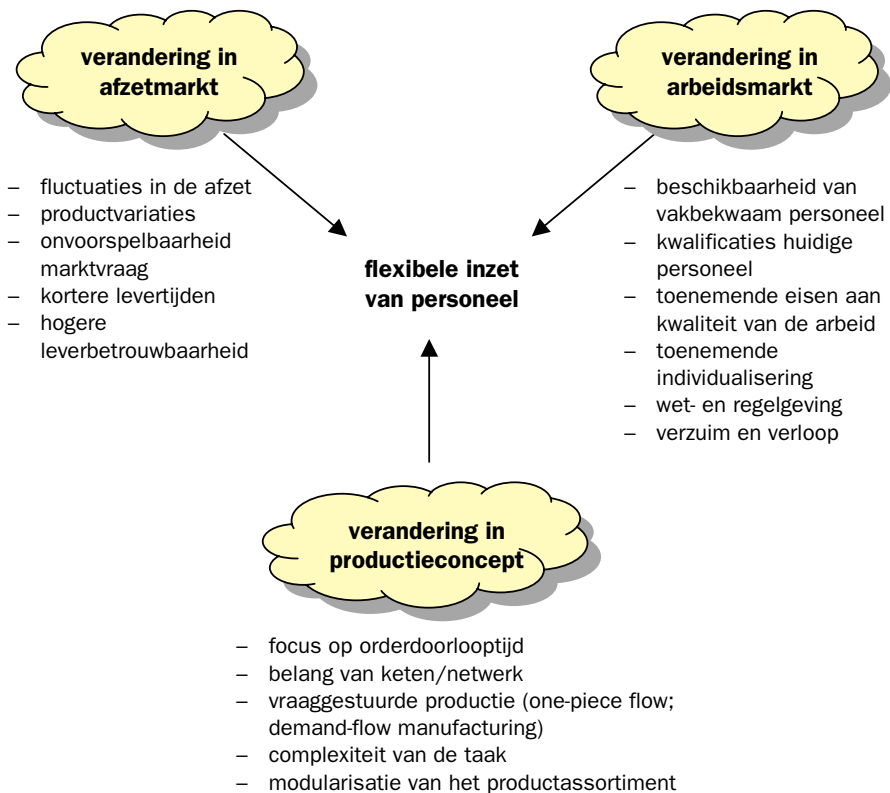 verandering in
afzetmarkt
– fluctuaties in de afzet
– productvariaties
– onvoorspelbaarheid
marktvraag
– kortere levertijden
– hogere
leverbetrouwbaarheid
verandering in
arbeidsmarkt
– beschikbaarheid van
vakbekwaam personeel
– kwalificaties huidige
personeel
– toenemende eisen aan
kwaliteit van de arbeid
– toenemende
individualisering
– wet- en regelgeving
– verzuim en verloop
flexibele inzet
van personeel
verandering in
productieconcept
– focus op orderdoorlooptijd
– belang van keten/netwerk
– vraaggestuurde productie (one-piece flow;
demand-flow manufacturing)
– complexiteit van de taak
– modularisatie van het productassortiment